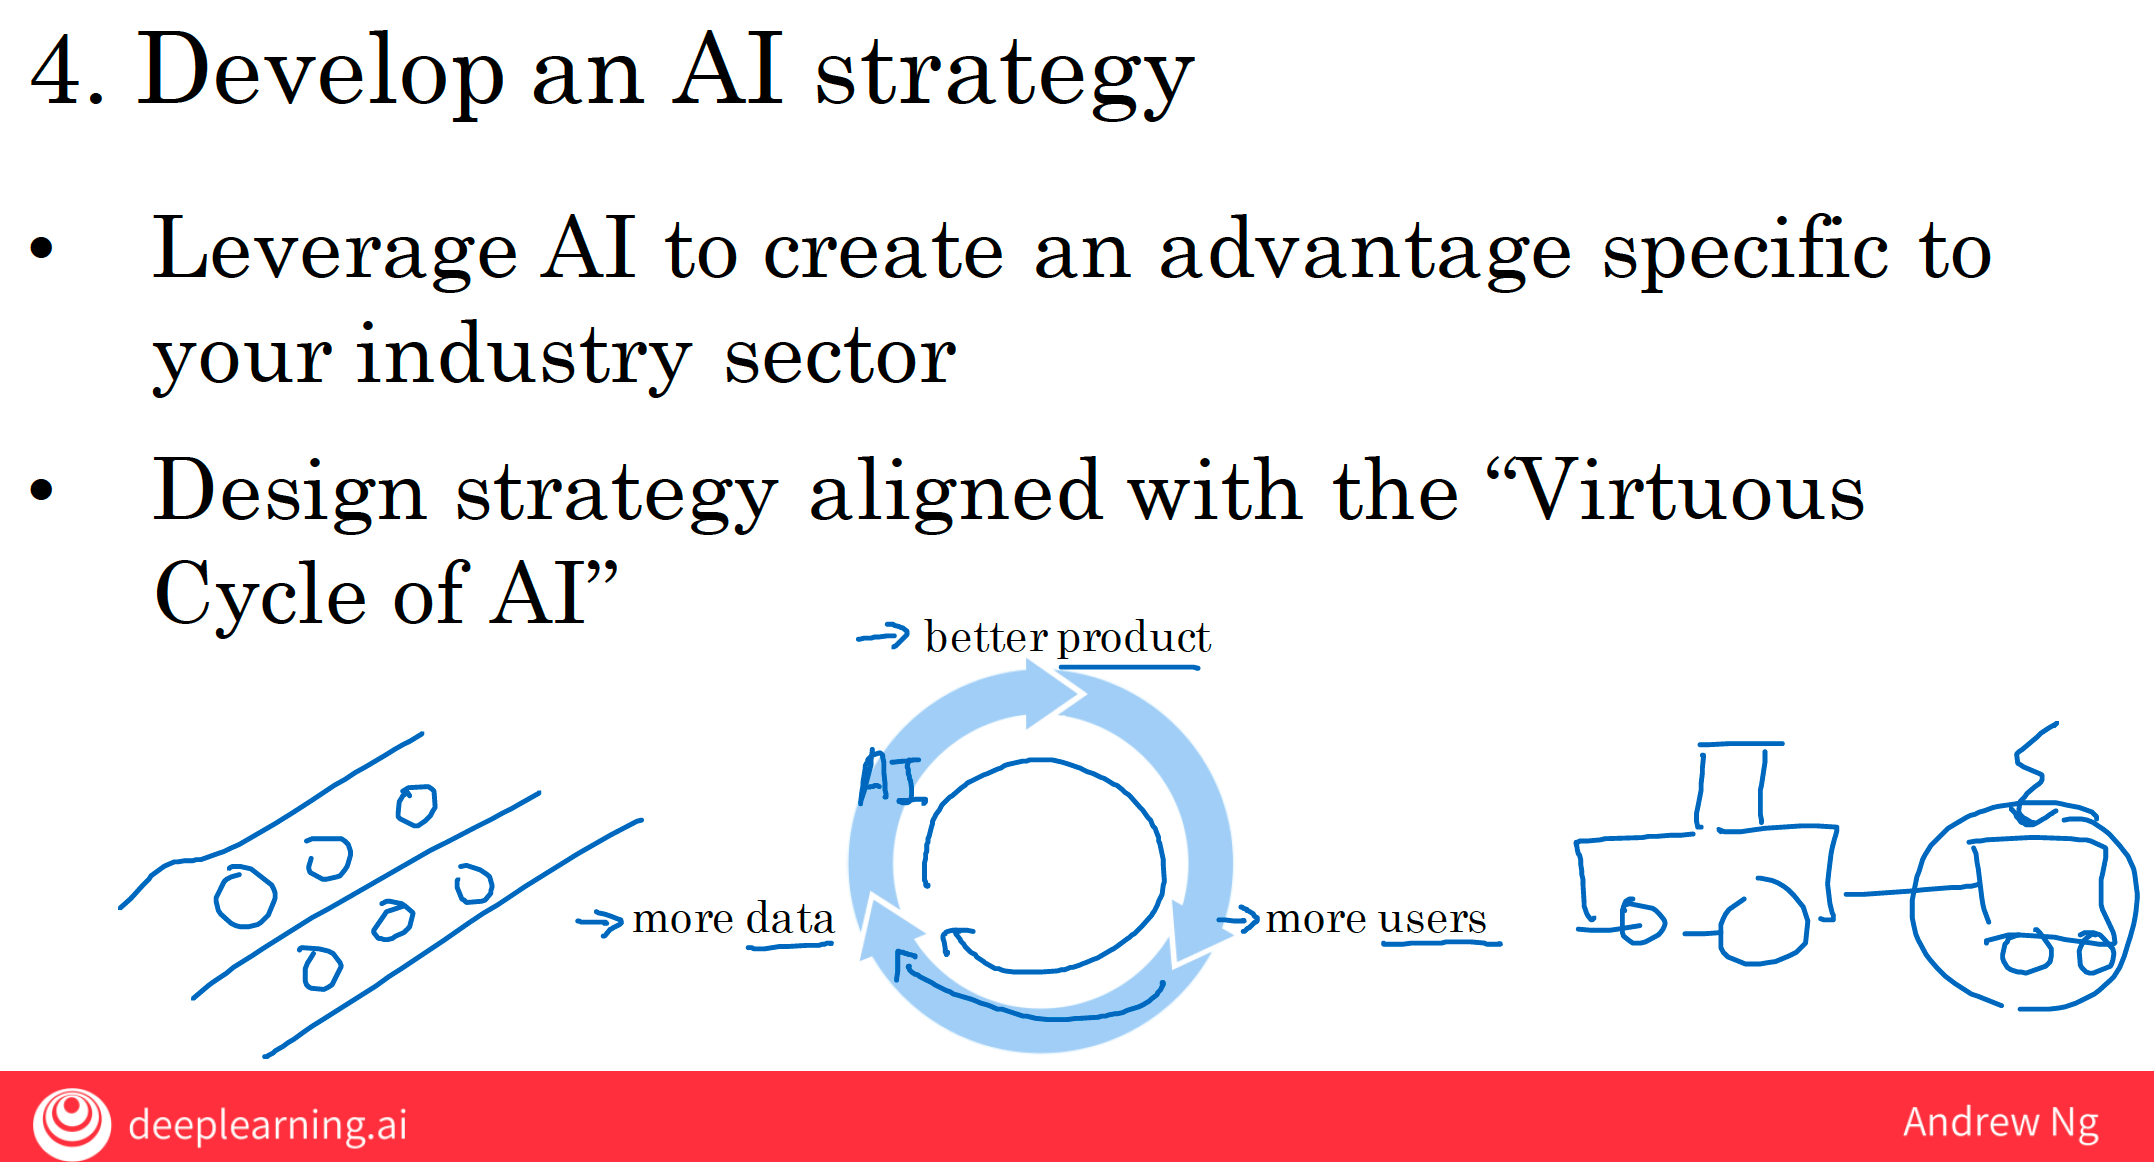 4. Develop an AI strategy
• Leverage AI to create an advantage specific to
your industry sector
• Design strategy aligned with the “Virtuous
Cycle of AI”
→ better product
AI
→ more data
→ more users
deeplearning.ai
Andrew Ng